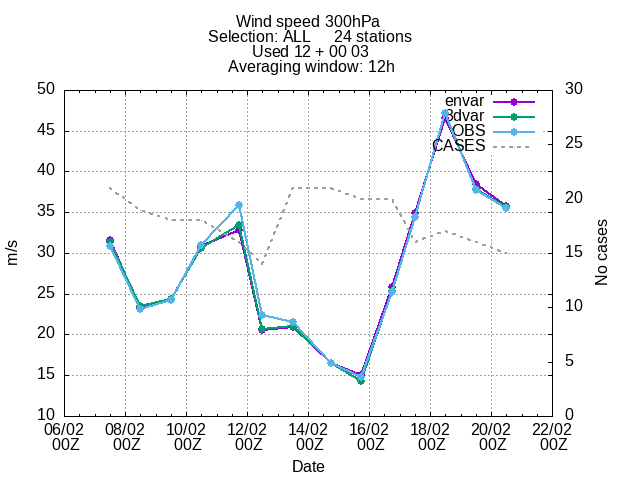 Wind speed 300hPa
Selection: ALL 24 stations
Used 12 + 00 03
Averaging window: 12h
envar
3dvar
OBS
CASES
50
45
40
35
30
25
20
15
10
m/s
30
25
20
15
10
5
0
No cases
06/02 08/02 10/02 12/02 14/02 16/02 18/02 20/02 22/02
00Z 00Z 00Z 00Z 00Z 00Z 00Z 00Z 00Z
Date